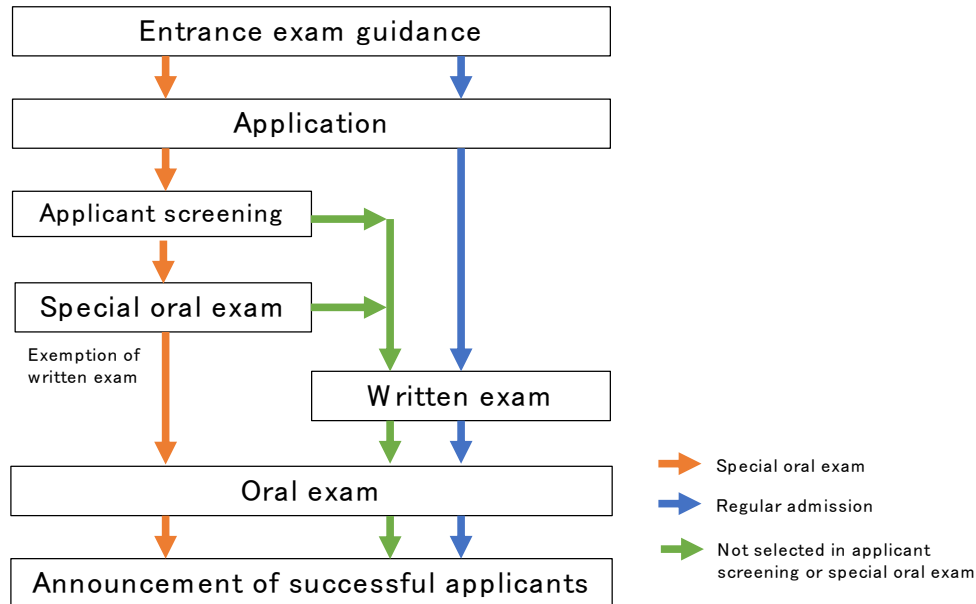 Entrance exam guidance
Application
Applicant screening
Special oral exam
Exemption of
written exam
Written exam
Oral exam
Announcement of successful applicants
Special oral exam
Regular admission
Not selected in applicant
screening or special oral exam